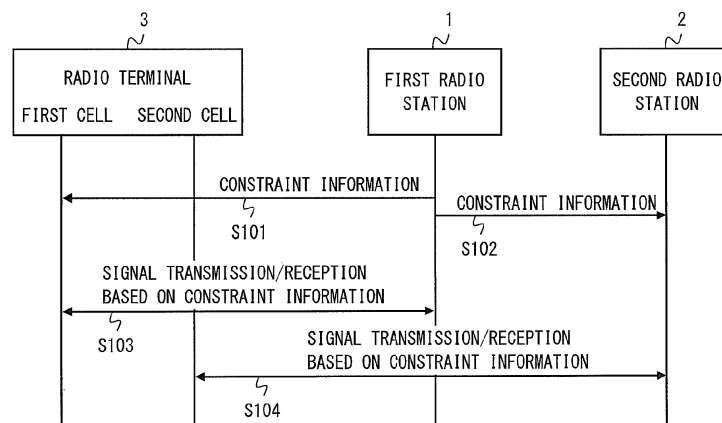 3
1
2
RADIO TERMINAL
FIRST CELL SECOND CELL
FIRST RADIO
STATION
SECOND RADIO
STATION
CONSTRAINT INFORMATION
S101
CONSTRAINT INFORMATION
S102
SIGNAL TRANSMISSION/RECEPTION
BASED ON CONSTRAINT INFORMATION
S103
SIGNAL TRANSMISSION/RECEPTION
BASED ON CONSTRAINT INFORMATION
S104